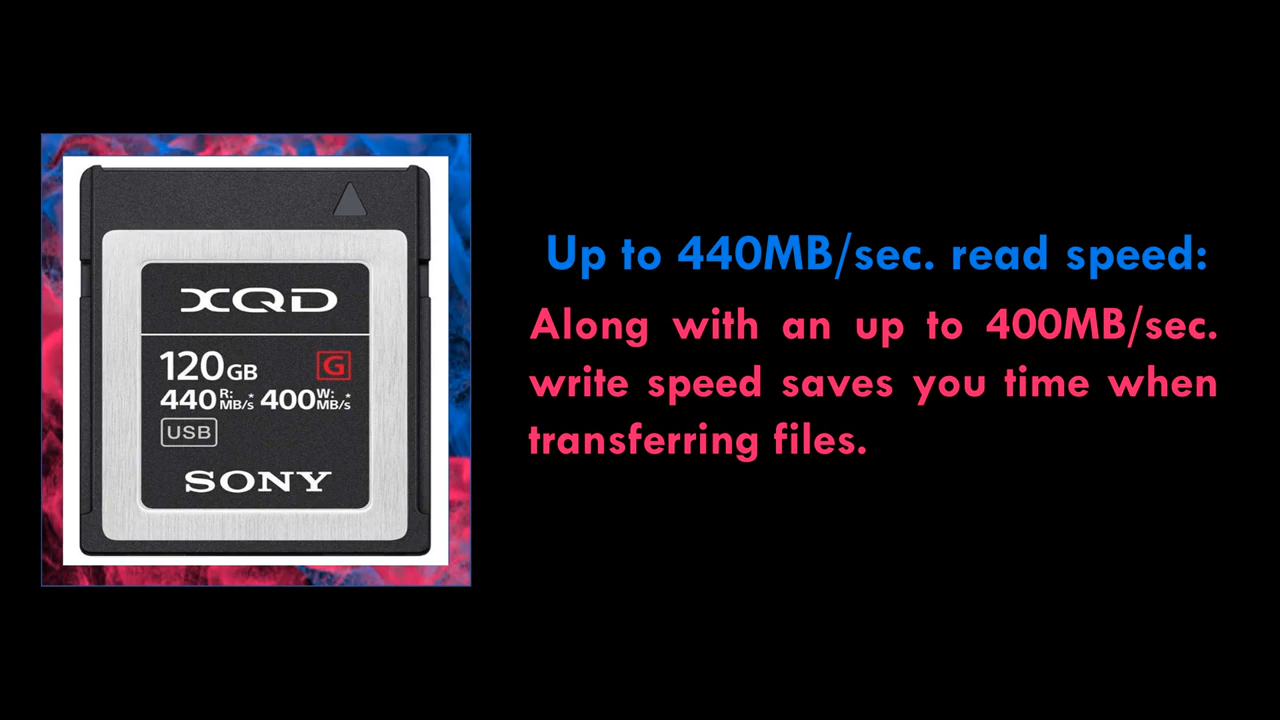 XQD
120GB G
440 R: MB/s* 400 W: MB/s*
USB
SONY
Up to 440MB/sec. read speed:
Along with an up to 400MB/sec.
write speed saves you time when
transferring files.